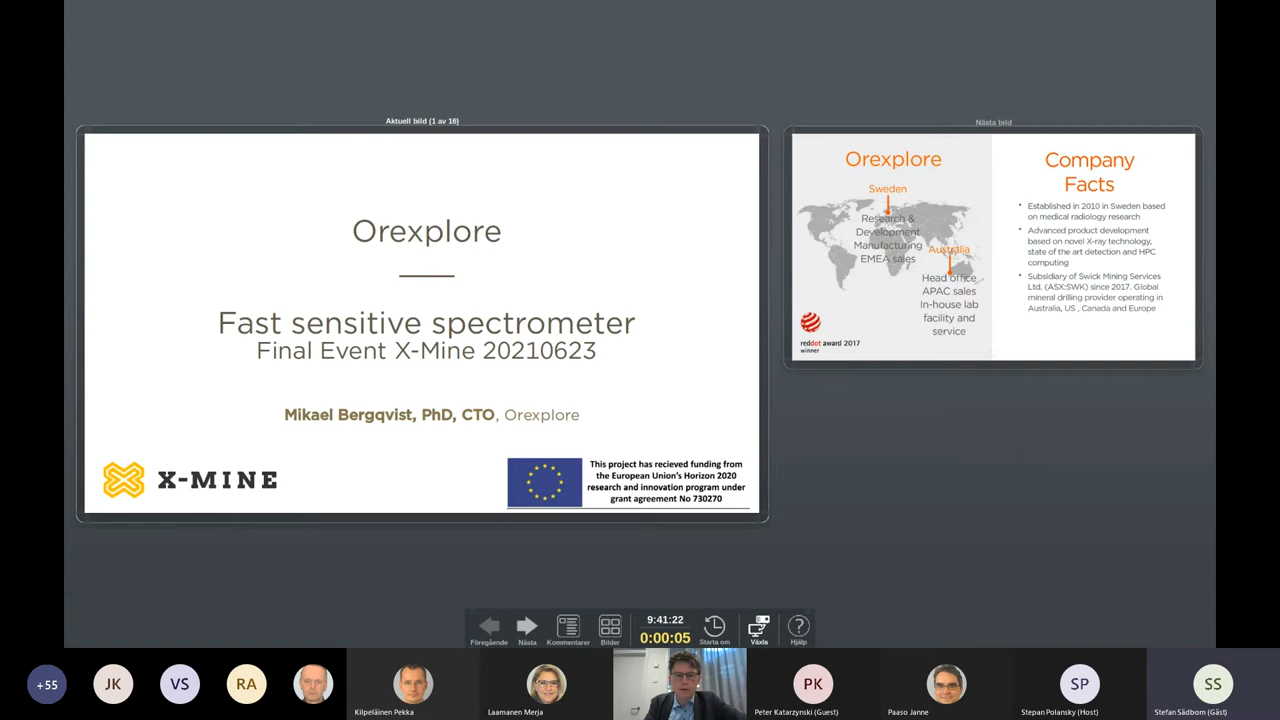 Aktuell bild (1 av 16)
Orexplore
Fast sensitive spectrometer
Final Event X-Mine 20210623
Mikael Bergqvist, PhD, CTO, Orexplore
X-MINE
This project has recieved funding from
the European Union's Horizon 2020
research and innovation program under
grant agreement No 730270
Nästa bild
Orexplore
Sweden
Research &
Development
Manufacturing
EMEA sales
Australia
Head office
APAC sales
In-house lab
facility and
service
reddot award 2017
winner
Company
Facts
• Established in 2010 in Sweden based
on medical radiology research
• Advanced product development
based on novel X-ray technology,
state of the art detection and HPC
computing
• Subsidiary of Swick Mining Services
Ltd. (ASX:SWK) since 2017. Global
mineral drilling provider operating in
Australia, US , Canada and Europe
Föregående
Nästa
Kommentarer
Bilder
9:41:22
0:00:05
Starta om
Växla
Hjälp
+55
JK
VS
RA
Kilpeläinen Pekka
Laamanen Merja
PK
Peter Katarzynski (Guest)
Paaso Janne
SP
Stepan Polansky (Host)
SS
Stefan Sädbom (Gäst)